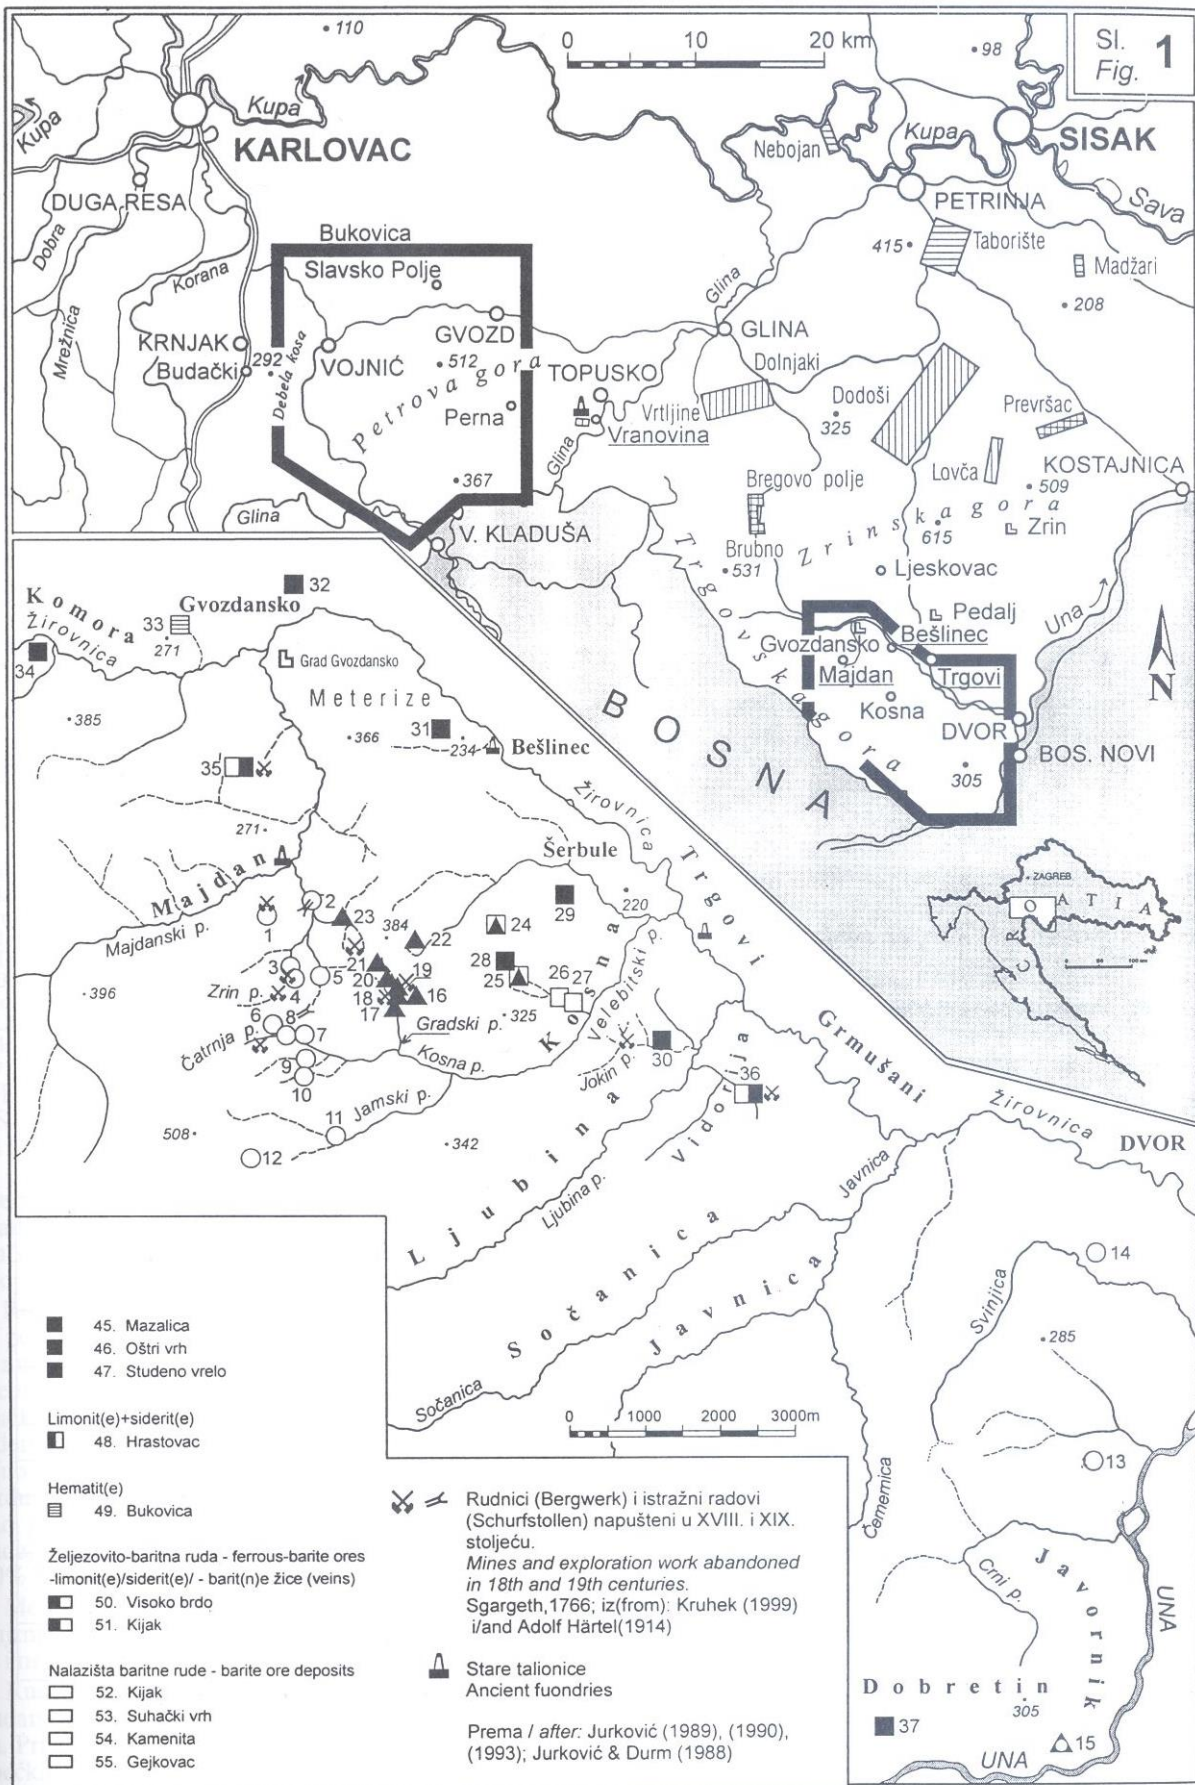 Sl.
Fig. 1
0 10 20 km
110
98
Kupa
Kupa
KARLOVAC
Kupa
Nebojan
SISAK
DUGA RESA
PETRINJA
Sava
Dobra
Bukovica
415
Taborište
Madžari
Slavsko Polje
Korana
Glina
208
Mrežnica
GVOZD
GLINA
KRNJAK
292
VOJNIĆ
512
Dolnjaki
Budački
Debela kosa
Petrova gora
TOPUSKO
Dodoši
325
Prevršac
Perna
Vrtljine
Vranovina
Glina
367
Lovča
KOSTAJNICA
Bregovo polje
509
Glina
Zrinska gora
615
Zrin
V. KLADUŠA
Brubno
531
Ljeskovac
Trgovska gora
Pedalj
Una
Gvozdansko
Bešlinec
Majdan
Trgovi
N
Kosna
DVOR
BOSNA
BOS. NOVI
305
ZAGREB
CROATIA
0 50 100 km
32
Komora
Gvozdansko
Žirovnica
33
271
34
Grad Gvozdansko
Meterize
385
366
31
234
Bešlinec
35
Žirovnica
271
Šerbule
Trgovi
Majdan
2
23
29
220
384
24
1
22
Majdanski p.
21
28
3
5
20
19
25
26
27
Zrin p.
4
18
16
396
17
325
Kosna
Velebitski p.
6
8
7
Gradski p.
Čatrnja p.
Kosna p.
Jokin p.
30
Grmušani
9
36
10
Jamski p.
Vidorja
Žirovnica
508
11
342
DVOR
12
Ljubina
Ljubina p.
Javnica
14
Sočanica
Javnica
Svinjica
285
Sočanica
0 1000 2000 3000m
13
Čemernica
Crni p.
Javornik
UNA
Dobretin
305
37
15
UNA
45. Mazalica
46. Oštri vrh
47. Studeno vrelo
Limonit(e)+siderit(e)
48. Hrastovac
Hematit(e)
49. Bukovica
Željezovito-baritna ruda - ferrous-barite ores
-limonit(e)/siderit(e)/ - barit(n)e žice (veins)
50. Visoko brdo
51. Kijak
Nalazišta baritne rude - barite ore deposits
52. Kijak
53. Suhački vrh
54. Kamenita
55. Gejkovac
Rudnici (Bergwerk) i istražni radovi
(Schurfstollen) napušteni u XVIII. i XIX.
stoljeću.
Mines and exploration work abandoned
in 18th and 19th centuries.
Sgargeth,1766; iz(from): Kruhek (1999)
i/and Adolf Härtel(1914)
Stare talionice
Ancient fuondries
Prema / after: Jurković (1989), (1990),
(1993); Jurković & Durm (1988)